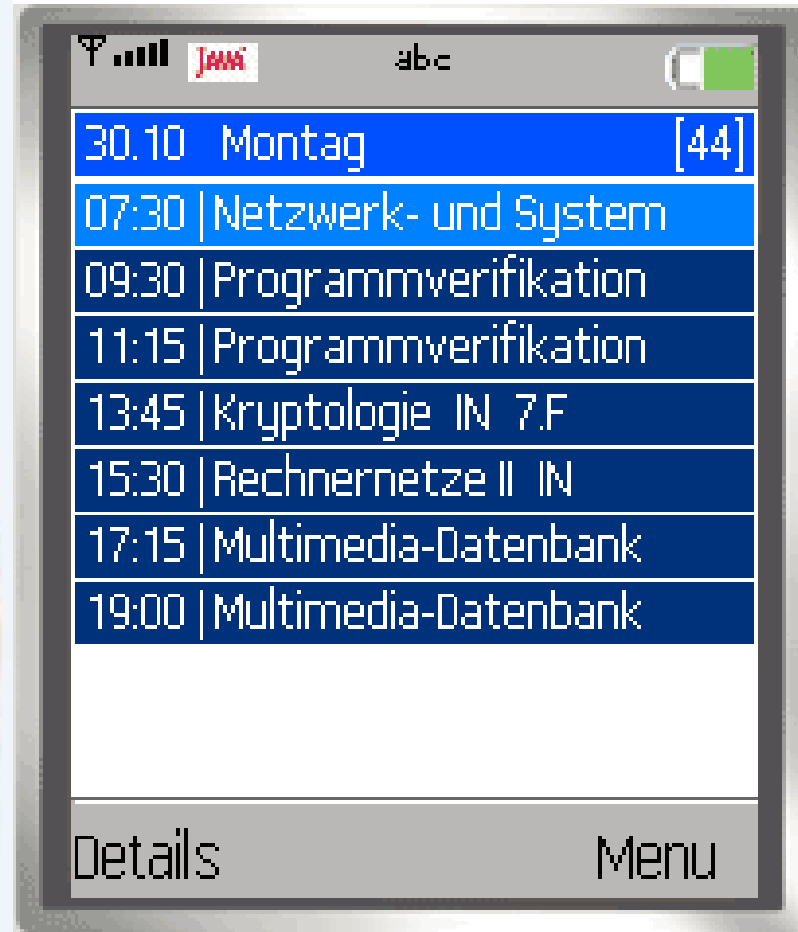 Java abc
30.10 Montag [44]
07:30 |Netzwerk- und System
09:30 |Programmverifikation
11:15 |Programmverifikation
13:45 |Kryptologie IN 7.F
15:30 |Rechnernetze II IN
17:15 |Multimedia-Datenbank
19:00 |Multimedia-Datenbank
Details Menu